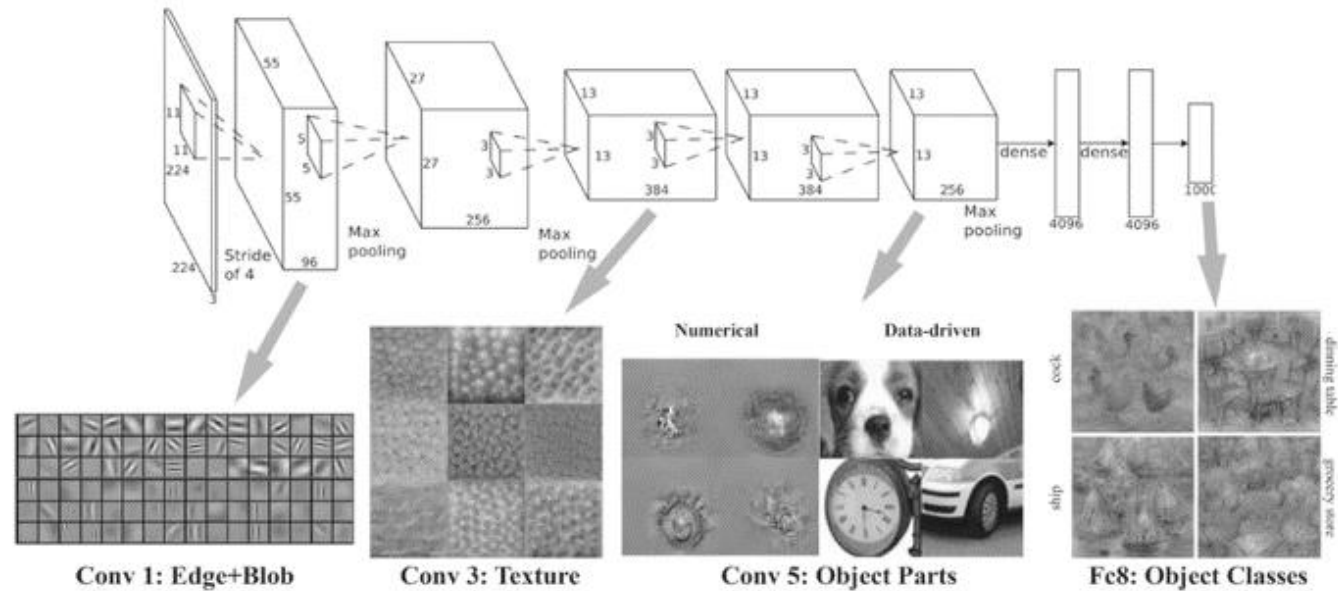 55
27
13
13
13
11
11
224
5
5
55
27
3
3
13
3
3
13
3
3
13
dense
dense
224
3
Stride
of 4
96
Max
pooling
256
Max
pooling
384
384
256
Max
pooling
4096
4096
1000
Numerical
Data-driven
cock
dining table
ship
grocery store
Conv 1: Edge+Blob
Conv 3: Texture
Conv 5: Object Parts
Fc8: Object Classes